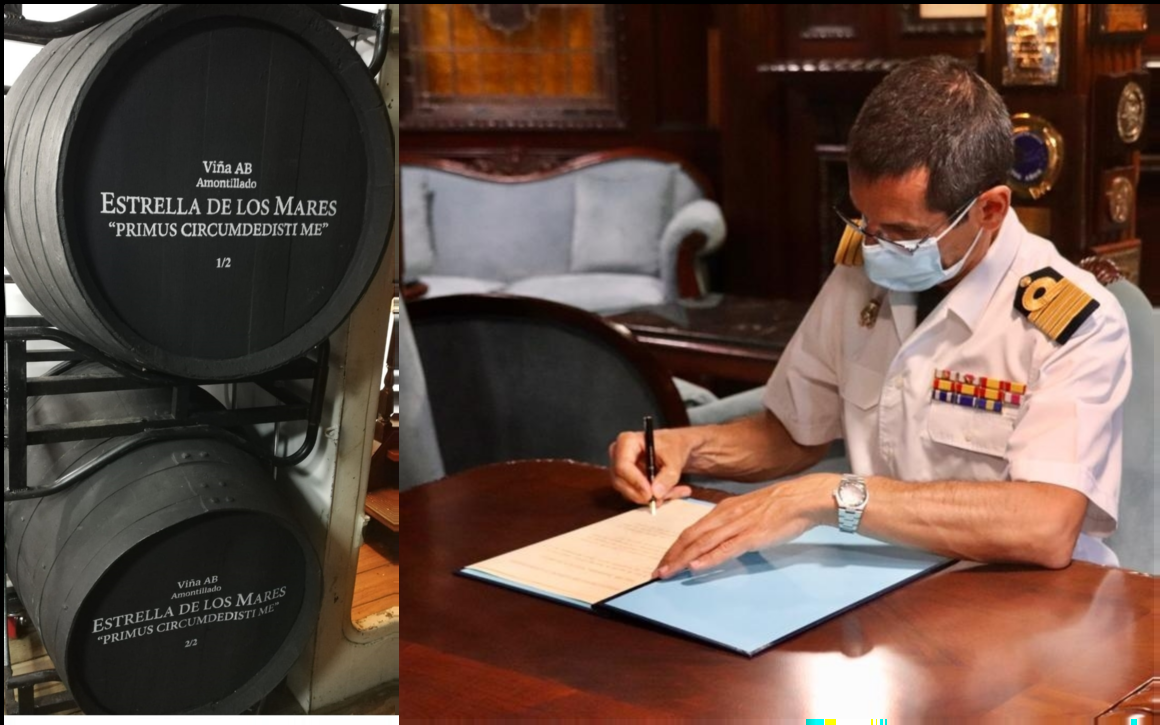 Viña AB
Amontillado
ESTRELLA DE LOS MARES
“PRIMUS CIRCUMDEDISTI ME”
1/2
Viña AB
Amontillado
ESTRELLA DE LOS MARES
“PRIMUS CIRCUMDEDISTI ME”
2/2